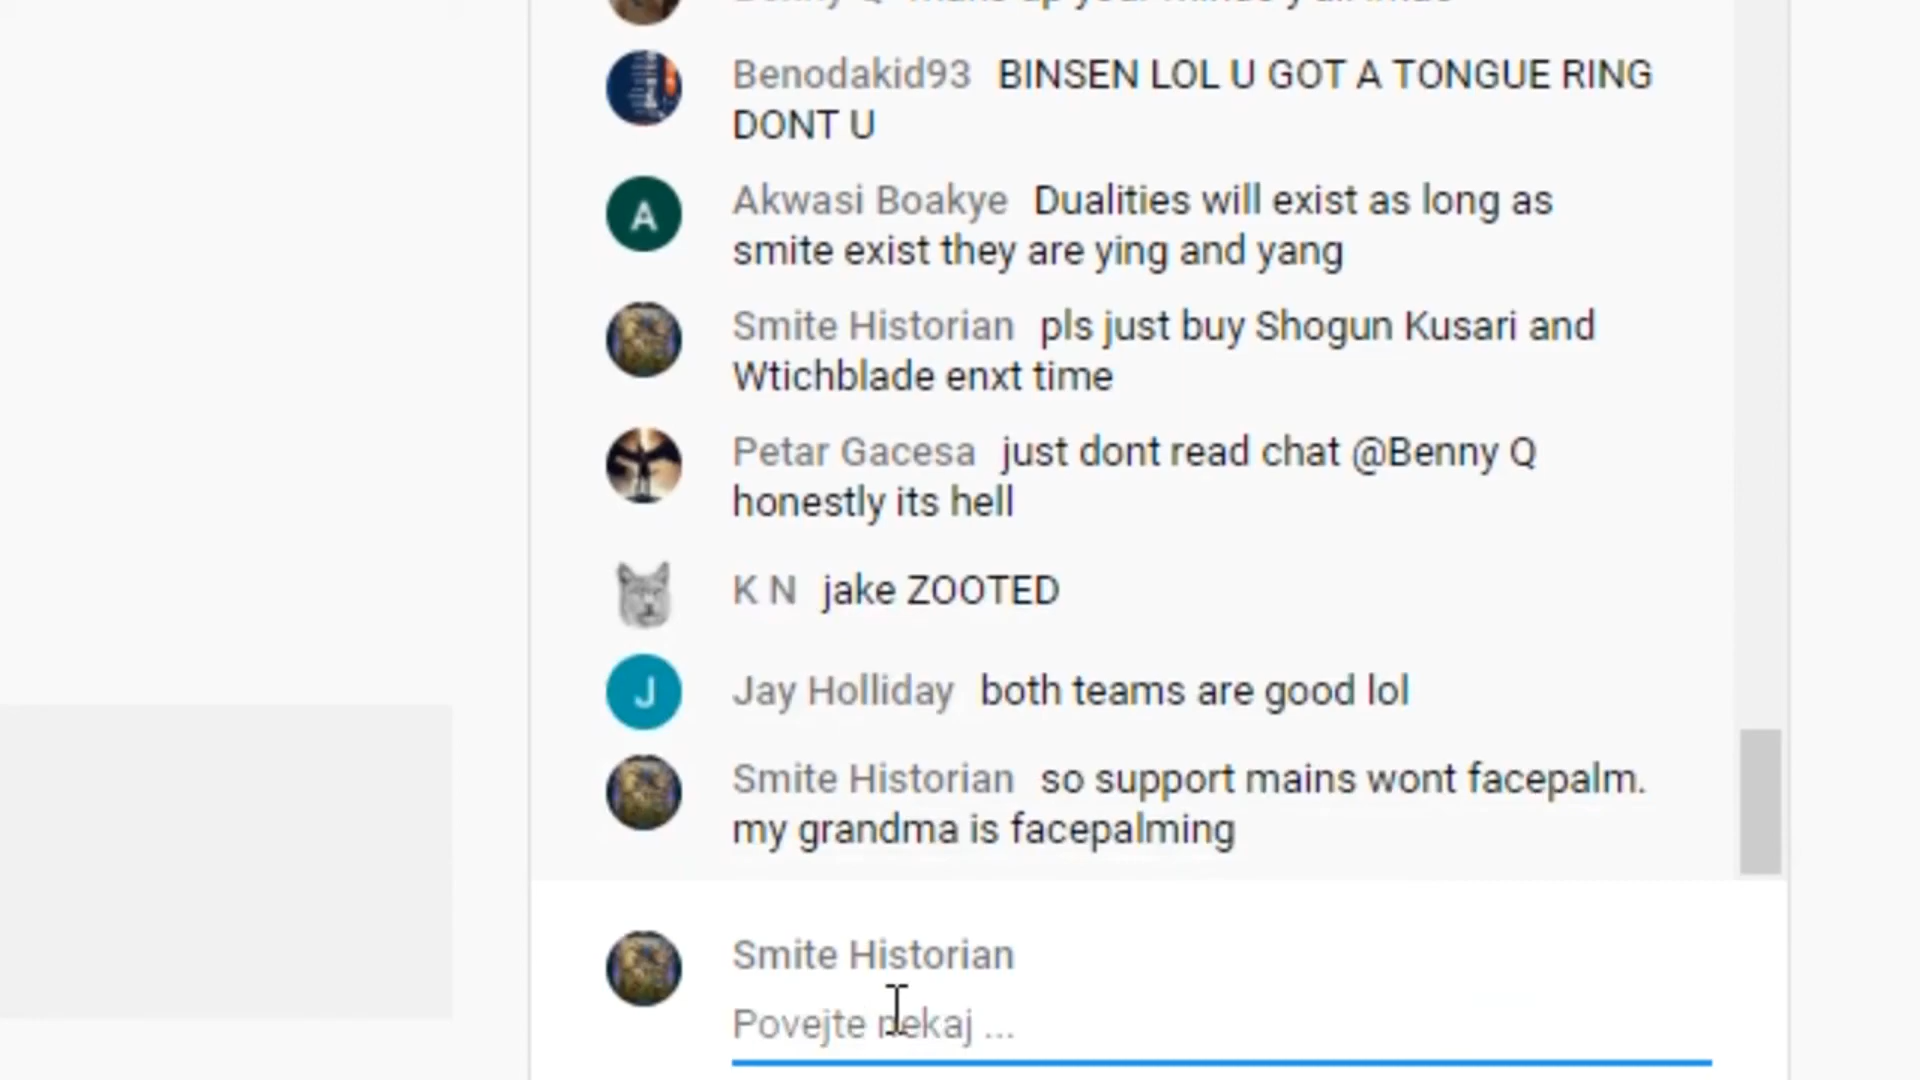 Benodakid93 BINSEN LOL U GOT A TONGUE RING
DONT U
A
Akwasi Boakye Dualities will exist as long as
smite exist they are ying and yang
Smite Historian pls just buy Shogun Kusari and
Wtichblade enxt time
Petar Gacesa just dont read chat @Benny Q
honestly its hell
K N jake ZOOTED
J
Jay Holliday both teams are good lol
Smite Historian so support mains wont facepalm.
my grandma is facepalming
Smite Historian
Povejte nekaj ...